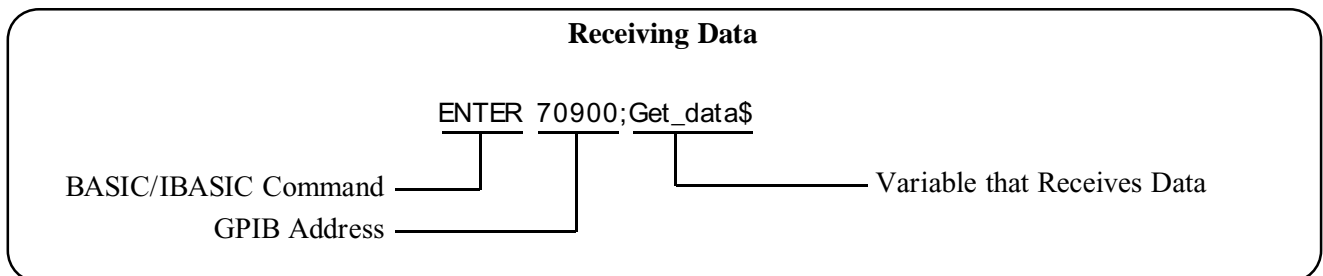 Receiving Data
ENTER 70900;Get_data$
BASIC/IBASIC Command
Variable that Receives Data
GPIB Address